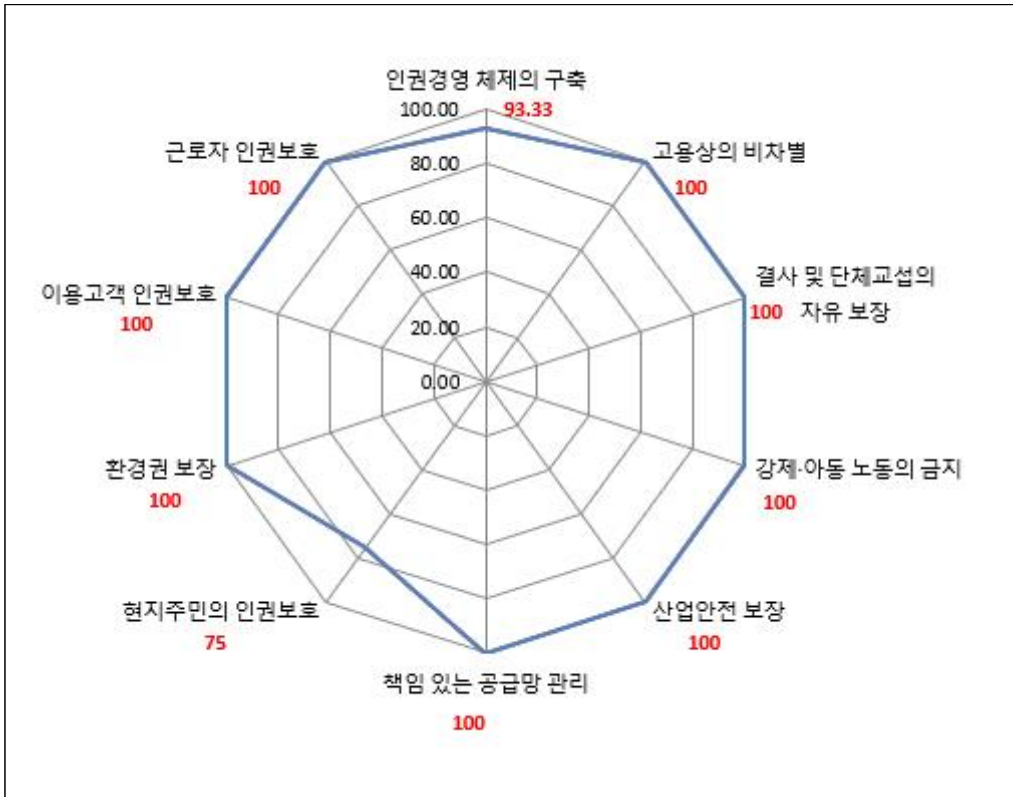 인권경영 체제의 구축
93.33
고용상의 비차별
100
결사 및 단체교섭의
100 자유 보장
강제·아동 노동의 금지
100
산업안전 보장
100
책임 있는 공급망 관리
100
현지주민의 인권보호
75
환경권 보장
100
이용고객 인권보호
100
근로자 인권보호
100
100.00
80.00
60.00
40.00
20.00
0.00